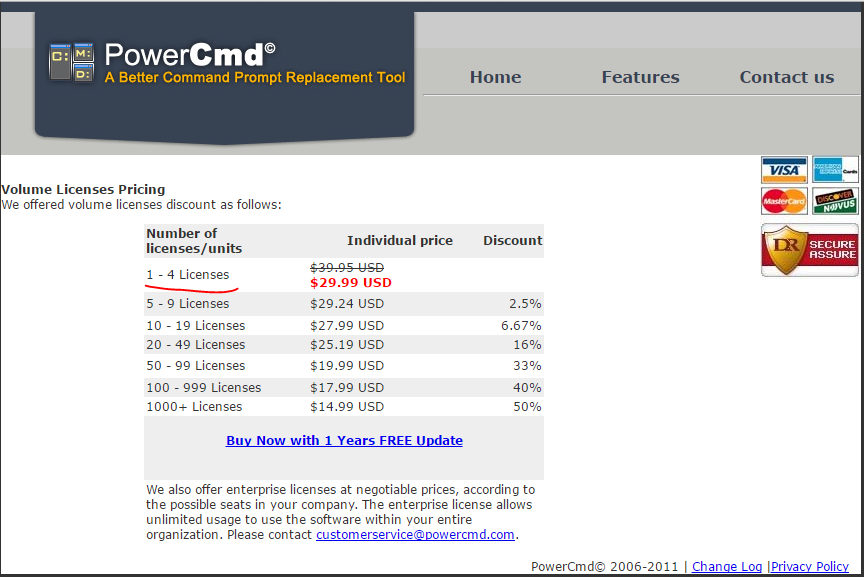 C: M: D:
PowerCmd©
A Better Command Prompt Replacement Tool
Home Features Contact us
VISA AMERICAN EXPRESS Cards
MasterCard DISCOVER NOVUS
DR SECURE ASSURE
Volume Licenses Pricing
We offered volume licenses discount as follows:
Number of licenses/units Individual price Discount
1 - 4 Licenses $39.95 USD
$29.99 USD
5 - 9 Licenses $29.24 USD 2.5%
10 - 19 Licenses $27.99 USD 6.67%
20 - 49 Licenses $25.19 USD 16%
50 - 99 Licenses $19.99 USD 33%
100 - 999 Licenses $17.99 USD 40%
1000+ Licenses $14.99 USD 50%
Buy Now with 1 Years FREE Update
We also offer enterprise licenses at negotiable prices, according to
the possible seats in your company. The enterprise license allows
unlimited usage to use the software within your entire
organization. Please contact customerservice@powercmd.com.
PowerCmd© 2006-2011 | Change Log |Privacy Policy